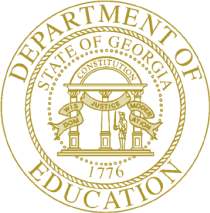 DEPARTMENT OF
STATE OF GEORGIA
CONSTITUTION
WIS
DOM
JUSTICE
MODER
ATION
1776
EDUCATION